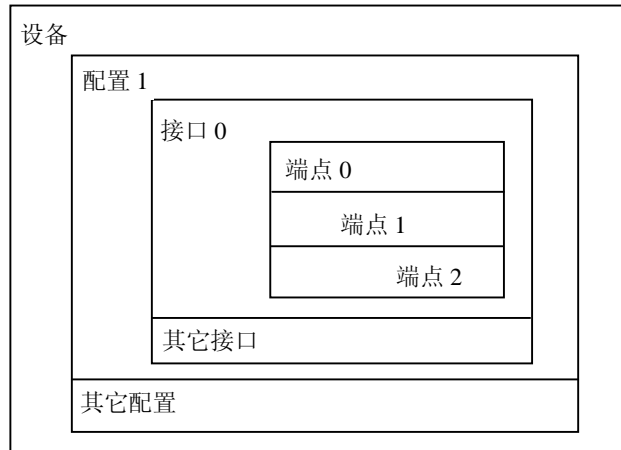 设备
配置 1
接口 0
端点 0
端点 1
端点 2
其它接口
其它配置